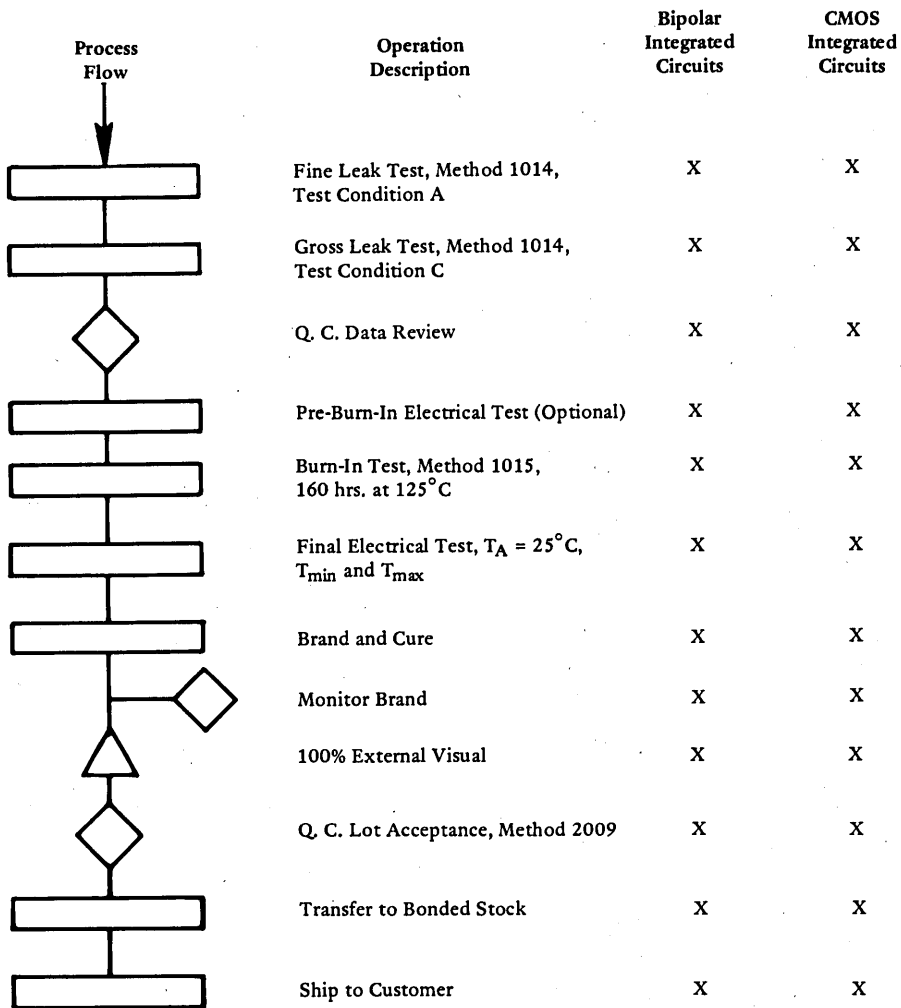 Process
Flow
Operation
Description
Bipolar
Integrated
Circuits
CMOS
Integrated
Circuits
Fine Leak Test, Method 1014,
Test Condition A
X X
Gross Leak Test, Method 1014,
Test Condition C
X X
Q. C. Data Review X X
Pre-Burn-In Electrical Test (Optional) X X
Burn-In Test, Method 1015,
160 hrs. at 125°C
X X
Final Electrical Test, TA = 25°C,
Tmin and Tmax
X X
Brand and Cure X X
Monitor Brand X X
100% External Visual X X
Q. C. Lot Acceptance, Method 2009 X X
Transfer to Bonded Stock X X
Ship to Customer X X